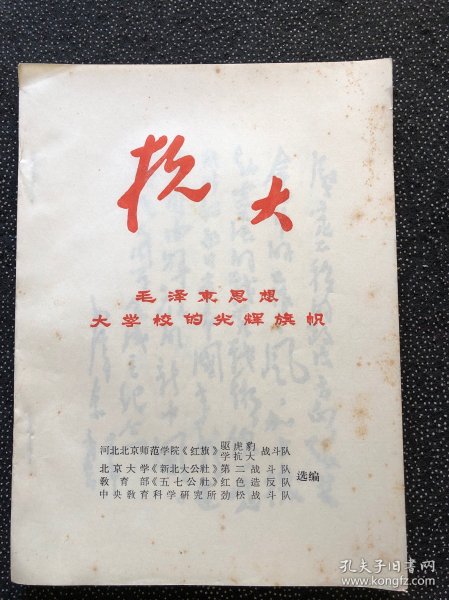 抗大
毛泽东思想
大学校的光辉旗帜
河北北京师范学院《红旗》驱虎豹 学抗大 战斗队
北京大学《新北大公社》第二战斗队
教育部《五七公社》红色造反队
中央教育科学研究所劲松战斗队
选编
孔夫子旧书网
www.kongfz.com